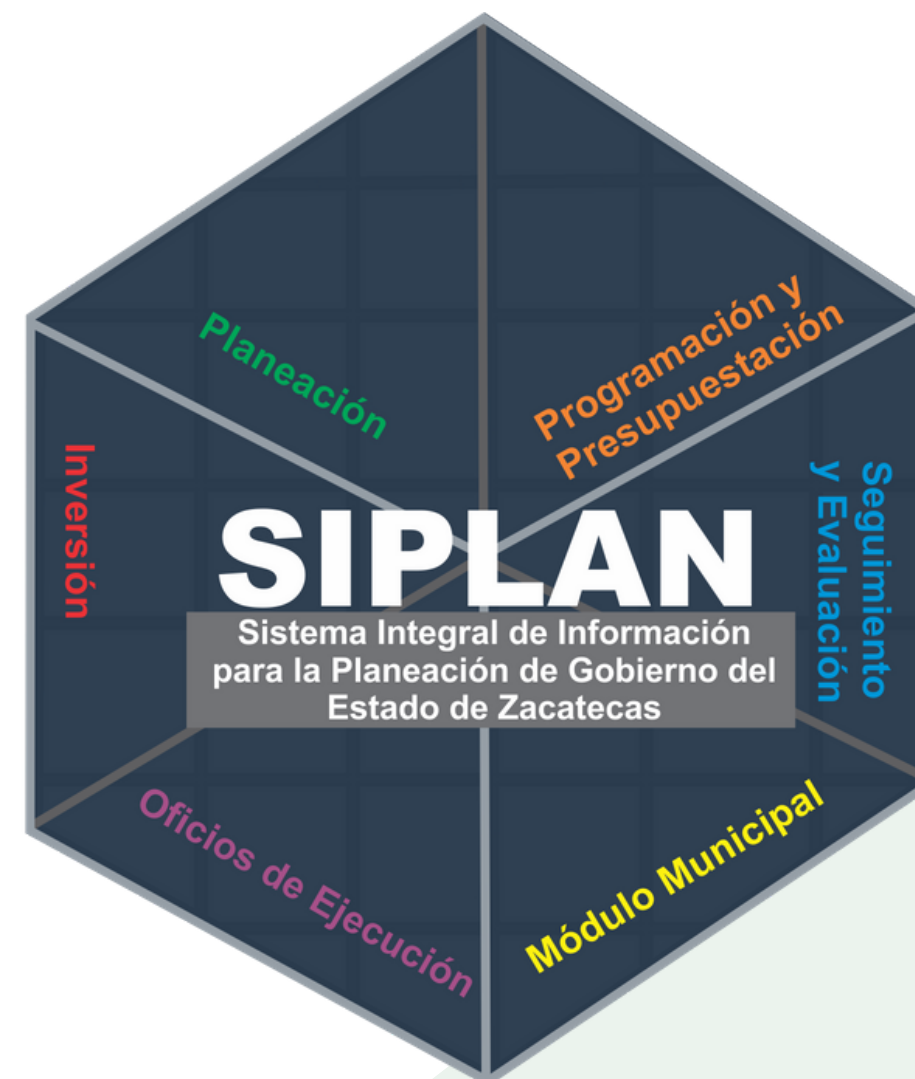 Planeación
Programación y
Presupuestación
Inversión
Seguimiento
y Evaluación
SIPLAN
Sistema Integral de Información
para la Planeación de Gobierno del
Estado de Zacatecas
Oficios de Ejecución
Módulo Municipal